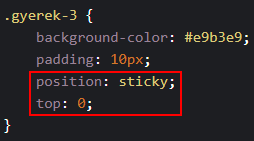 .gyerek-3 {
    background-color: #e9b3e9;
    padding: 10px;
    position: sticky;
    top: 0;
}